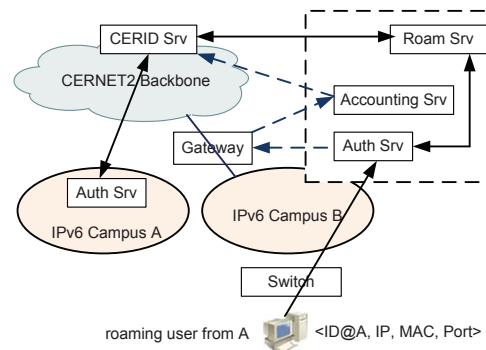 CERID Srv
Roam Srv
CERNET2 Backbone
Accounting Srv
Gateway
Auth Srv
Auth Srv
IPv6 Campus A
IPv6 Campus B
Switch
roaming user from A
<ID@A, IP, MAC, Port>